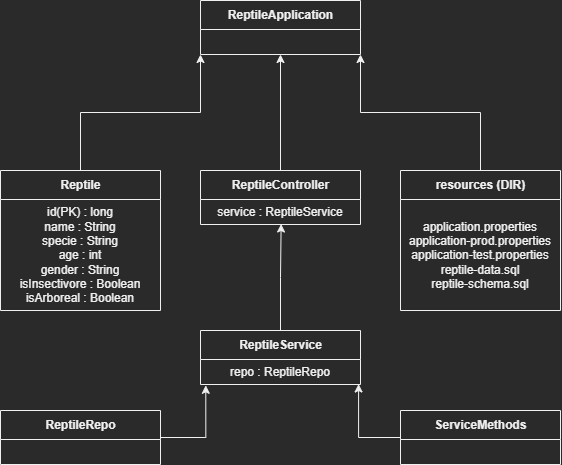 ReptileApplication
Reptile
id(PK) : long
name : String
specie : String
age : int
gender : String
isInsectivore : Boolean
isArboreal : Boolean
ReptileController
service : ReptileService
resources (DIR)
application.properties
application-prod.properties
application-test.properties
reptile-data.sql
reptile-schema.sql
ReptileService
repo : ReptileRepo
ReptileRepo
ServiceMethods